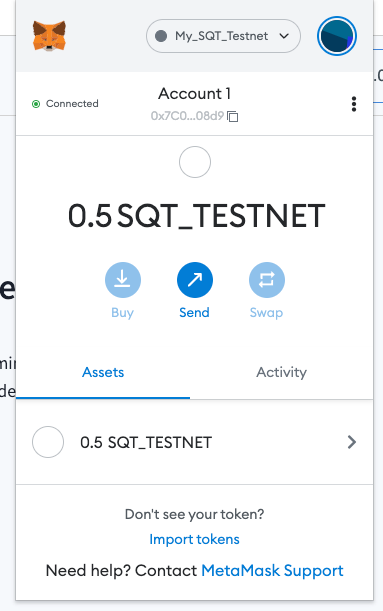 My_SQT_Testnet
Connected
Account 1
0x7C0...08d9
0.5 SQT_TESTNET
Buy
Send
Swap
Assets
Activity
0.5 SQT_TESTNET
Don't see your token?
Import tokens
Need help? Contact MetaMask Support